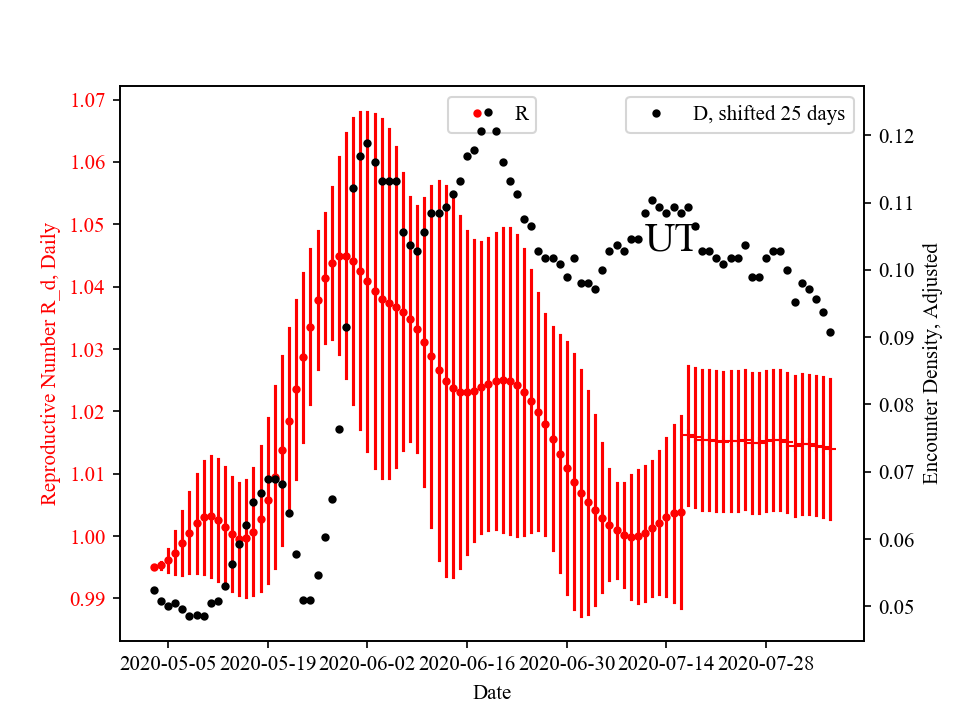 R
D, shifted 25 days
UT
Reproductive Number R_d, Daily
1.07
1.06
1.05
1.04
1.03
1.02
1.01
1.00
0.99
0.12
0.11
0.10
0.09
0.08
0.07
0.06
0.05
Encounter Density, Adjusted
2020-05-05 2020-05-19 2020-06-02 2020-06-16 2020-06-30 2020-07-14 2020-07-28
Date